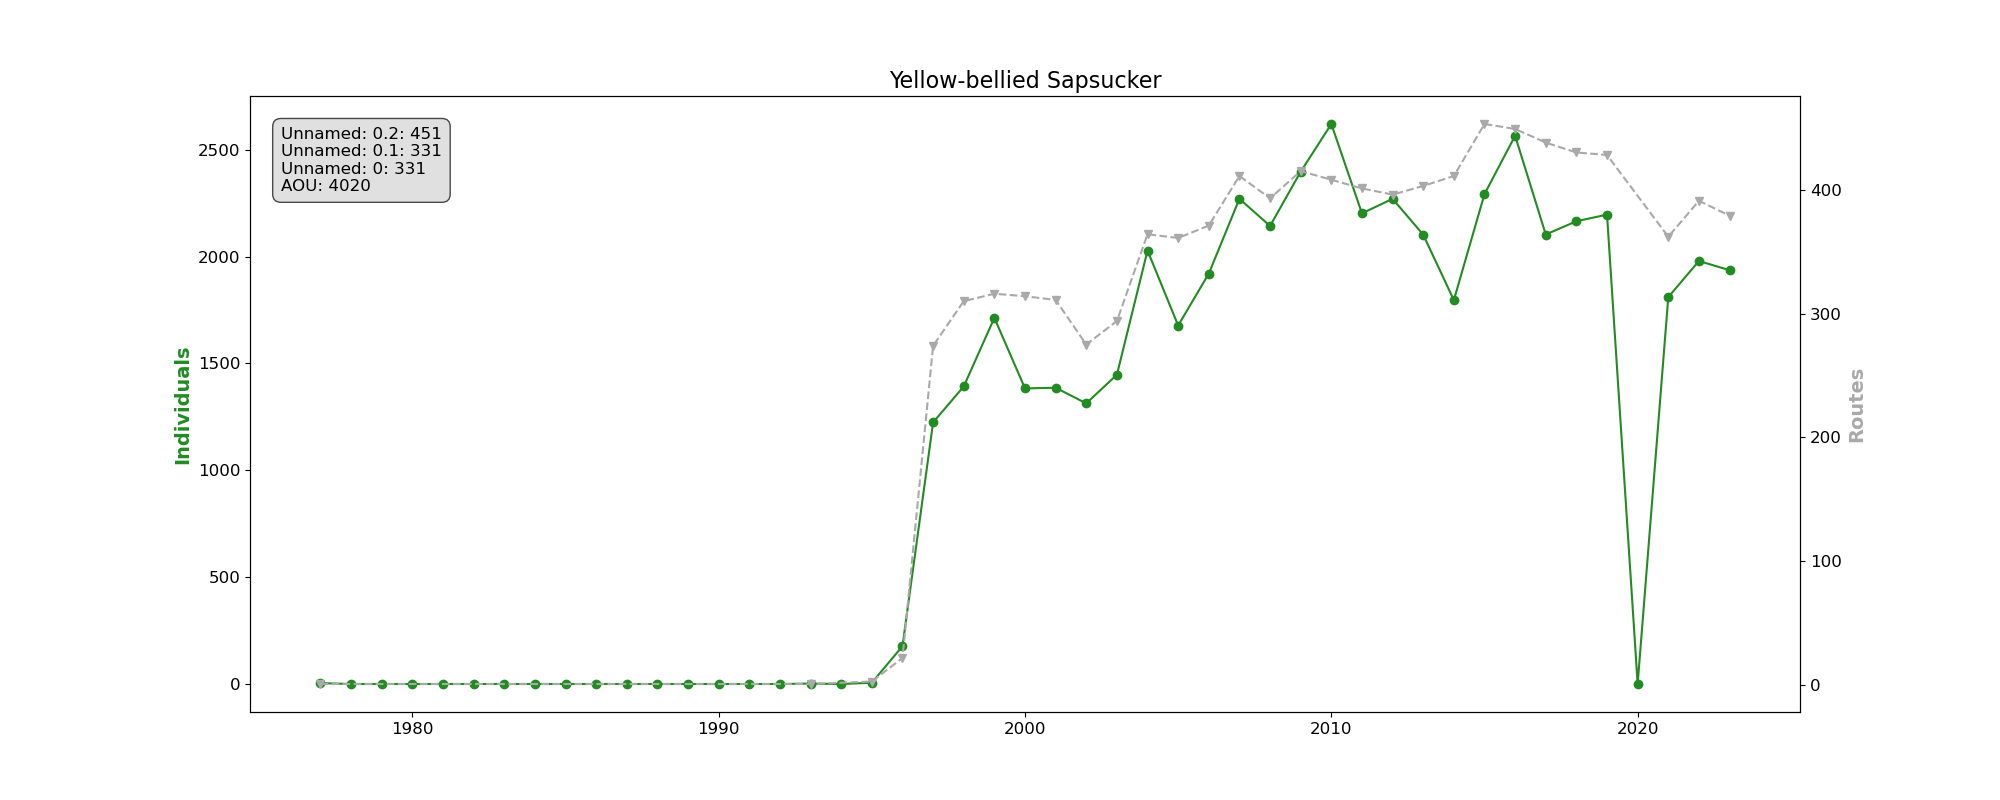 Yellow-bellied Sapsucker
Unnamed: 0.2: 451
Unnamed: 0.1: 331
Unnamed: 0: 331
AOU: 4020
2500
2000
1500
1000
500
0
Individuals
400
300
200
100
0
Routes
1980
1990
2000
2010
2020